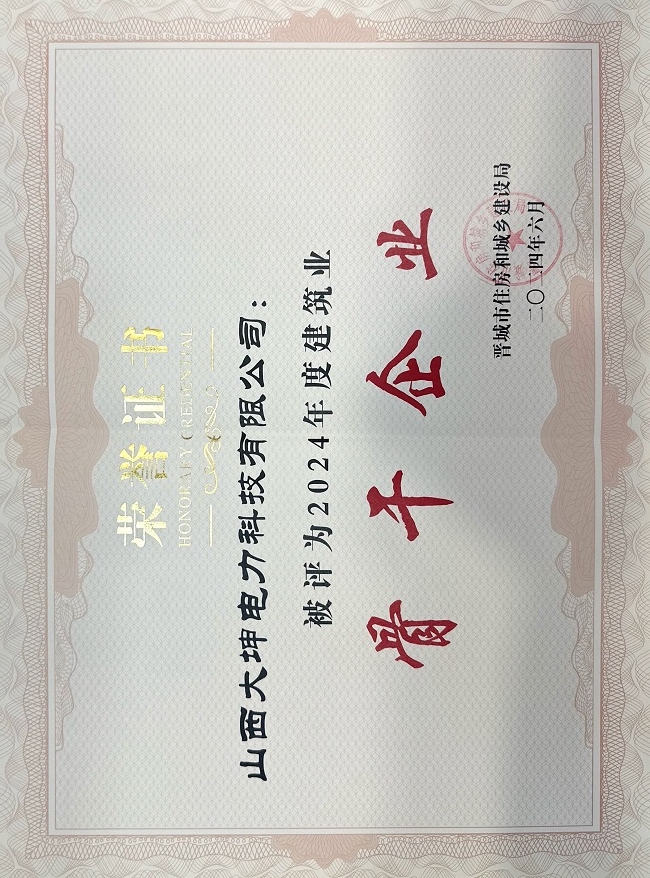 荣誉证书
HONORARY CREDENTIAL
山西大坤电力科技有限公司：
被评为2024年度建筑业
骨干企业
晋城市住房和城乡建设局
二〇二四年六月